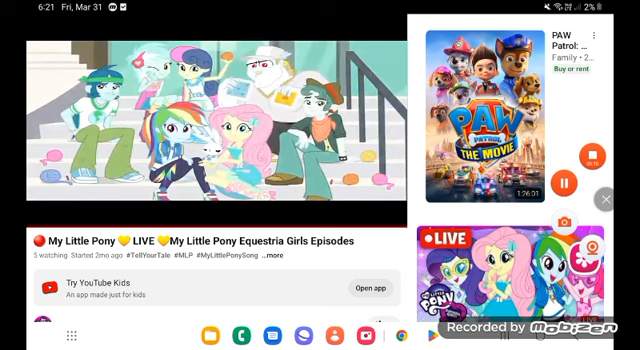 6:21 Fri, Mar 31
2%
PAW
Patrol: ...
Family • 2...
Buy or rent
PAW
PATROL
THE MOVIE
1:26:01
🔴 My Little Pony 💛 LIVE 💛My Little Pony Equestria Girls Episodes
5 watching Started 2mo ago #TellYourTale #MLP #MyLittlePonySong ...more
Try YouTube Kids
An app made just for kids
Open app
LIVE
MY LITTLE PONY
LIVE
Recorded by MOBIZEN